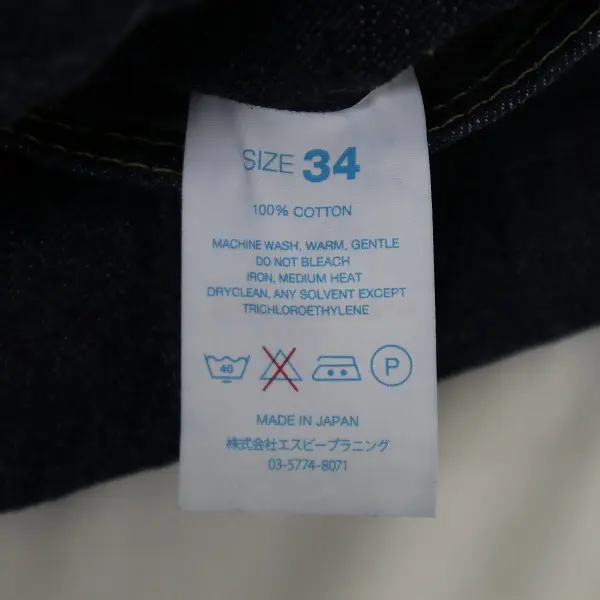 SIZE 34
100% COTTON
MACHINE WASH, WARM, GENTLE
DO NOT BLEACH
IRON, MEDIUM HEAT
DRYCLEAN, ANY SOLVENT EXCEPT
TRICHLOROETHYLENE
40 P
MADE IN JAPAN
株式会社エスピープラニング
03-5774-8071